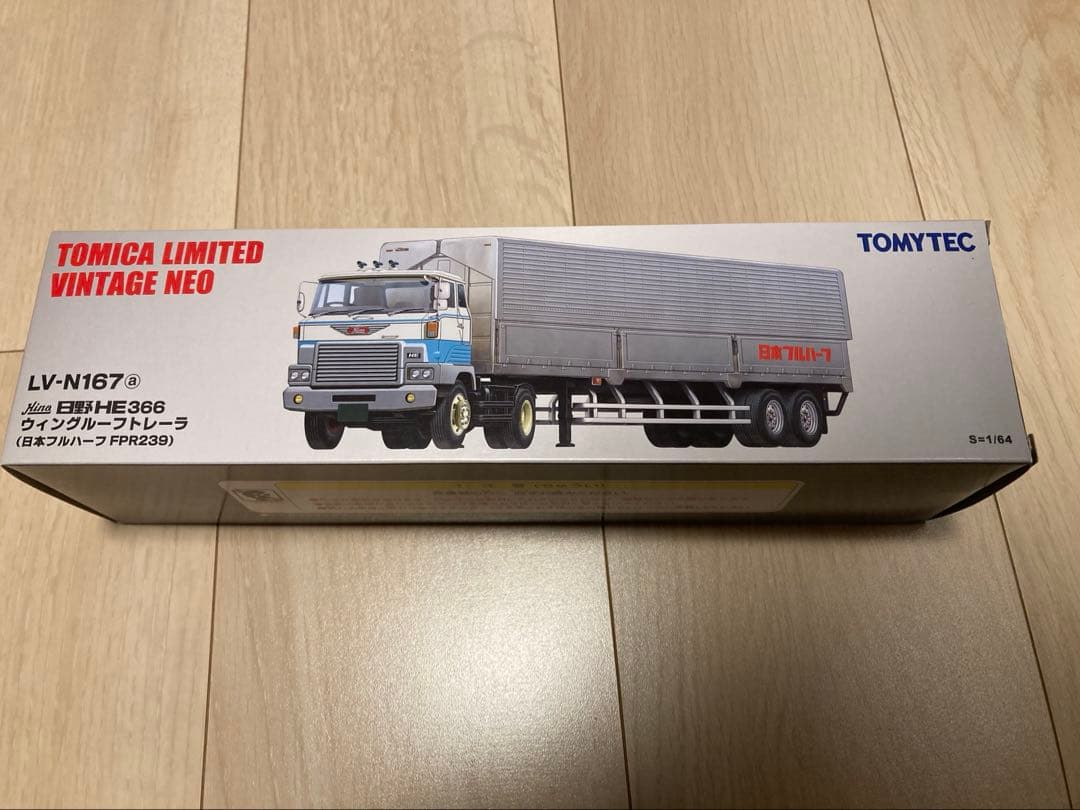 TOMICA LIMITED
VINTAGE NEO
TOMYTEC
LV-N167ⓐ
Hino 日野HE366
ウィングルーフトレーラ
(日本フルハーフ FPR239)
Hino
HE
日本フルハーフ
S=1/64